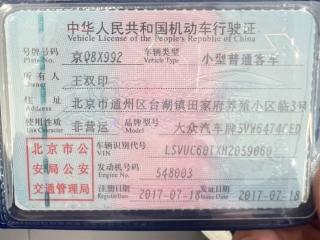 中华人民共和国机动车行驶证
Vehicle License of the People's Republic of China
号牌号码 Plate No. 京Q8X992 车辆类型 Vehicle Type 小型普通客车
所有人 Owner 王双印
住址 Address 北京市通州区台湖镇田家府养殖小区临3号
使用性质 Use Character 非营运 品牌型号 Model 大众汽车牌SVW6474CED
北京市公安局公安交通管理局
车辆识别代号 VIN LSVUC60TXH2059060
发动机号码 Engine No. 548003
注册日期 Registration 2017-07-18 发证日期 Issue Date 2017-07-18